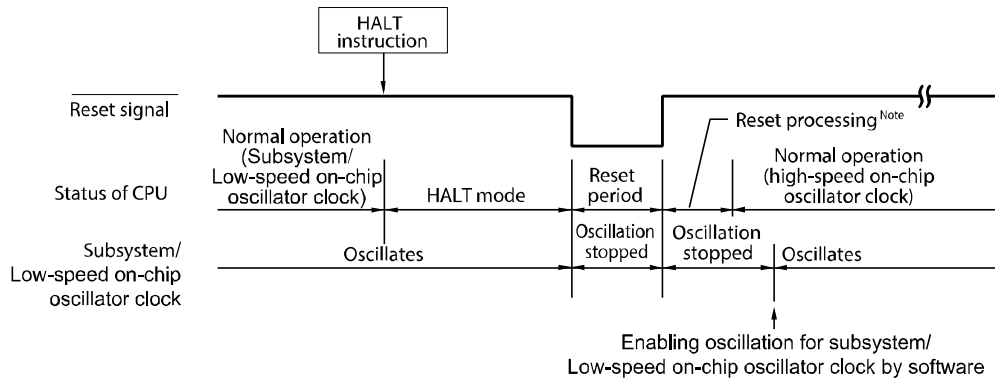 HALT
instruction
Reset signal
Reset processing Note
Normal operation
(Subsystem/
Low-speed on-chip
oscillator clock)
Status of CPU
HALT mode
Reset
period
Normal operation
(high-speed on-chip
oscillator clock)
Subsystem/
Low-speed on-chip
oscillator clock
Oscillates
Oscillation
stopped
Oscillation
stopped
Oscillates
Enabling oscillation for subsystem/
Low-speed on-chip oscillator clock by software